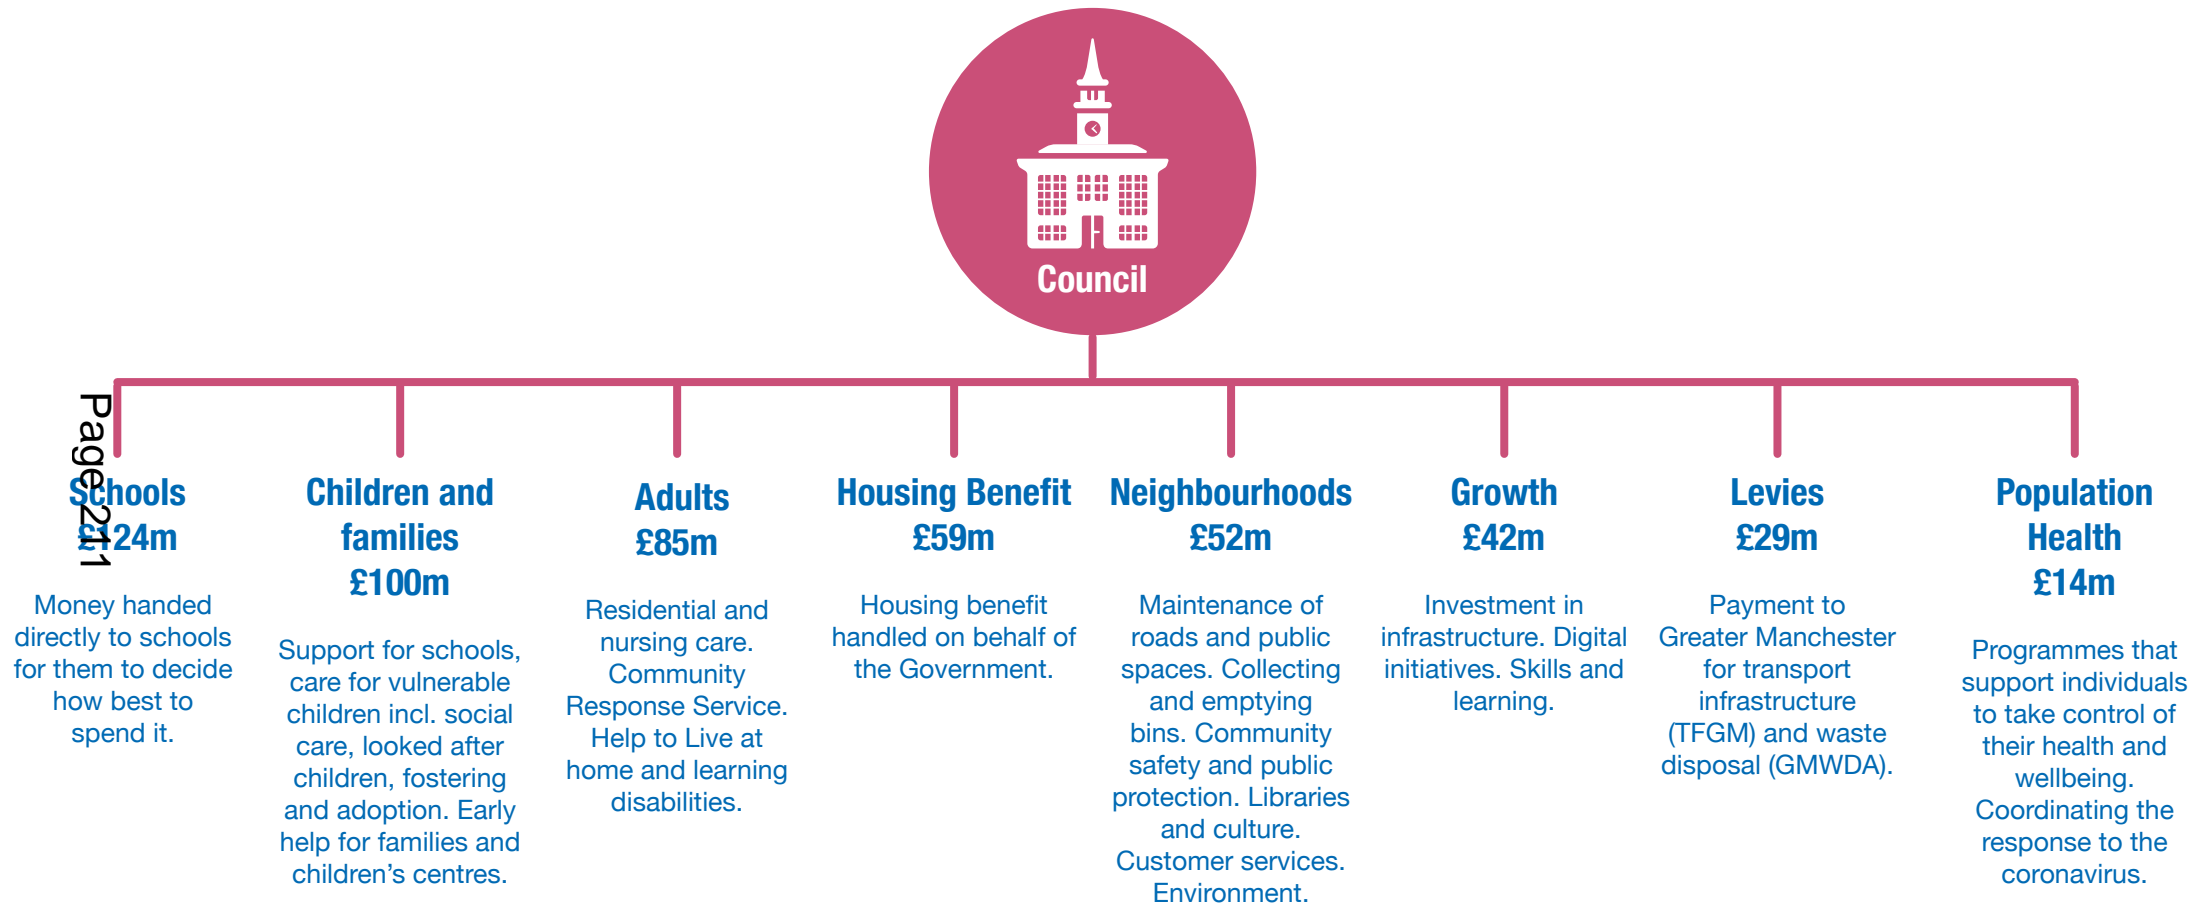 Council
Page 211
Schools
£124m
Money handed
directly to schools
for them to decide
how best to
spend it.
Children and
families
£100m
Support for schools,
care for vulnerable
children incl. social
care, looked after
children, fostering
and adoption. Early
help for families and
children’s centres.
Adults
£85m
Residential and
nursing care.
Community
Response Service.
Help to Live at
home and learning
disabilities.
Housing Benefit
£59m
Housing benefit
handled on behalf of
the Government.
Neighbourhoods
£52m
Maintenance of
roads and public
spaces. Collecting
and emptying
bins. Community
safety and public
protection. Libraries
and culture.
Customer services.
Environment.
Growth
£42m
Investment in
infrastructure. Digital
initiatives. Skills and
learning.
Levies
£29m
Payment to
Greater Manchester
for transport
infrastructure
(TFGM) and waste
disposal (GMWDA).
Population
Health
£14m
Programmes that
support individuals
to take control of
their health and
wellbeing.
Coordinating the
response to the
coronavirus.